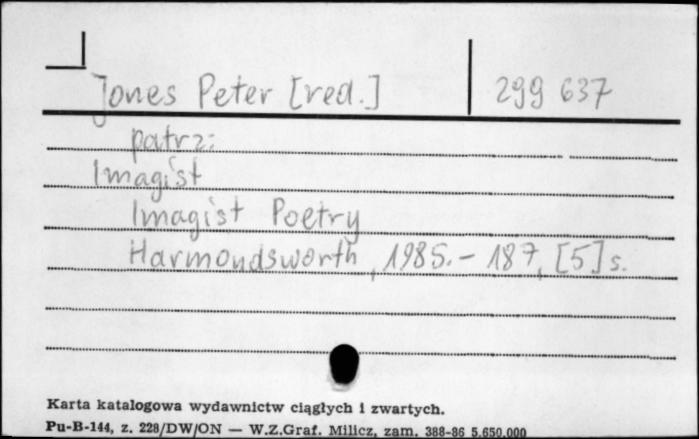 Jones Peter [red.] 299 637
patrz:
Imagist
Imagist Poetry
Harmondsworth, 1985. - 187, [5] s.
Karta katalogowa wydawnictw ciągłych i zwartych.
Pu-B-144, z. 228/DW/ON — W.Z.Graf. Milicz, zam. 388-86 5.650.000